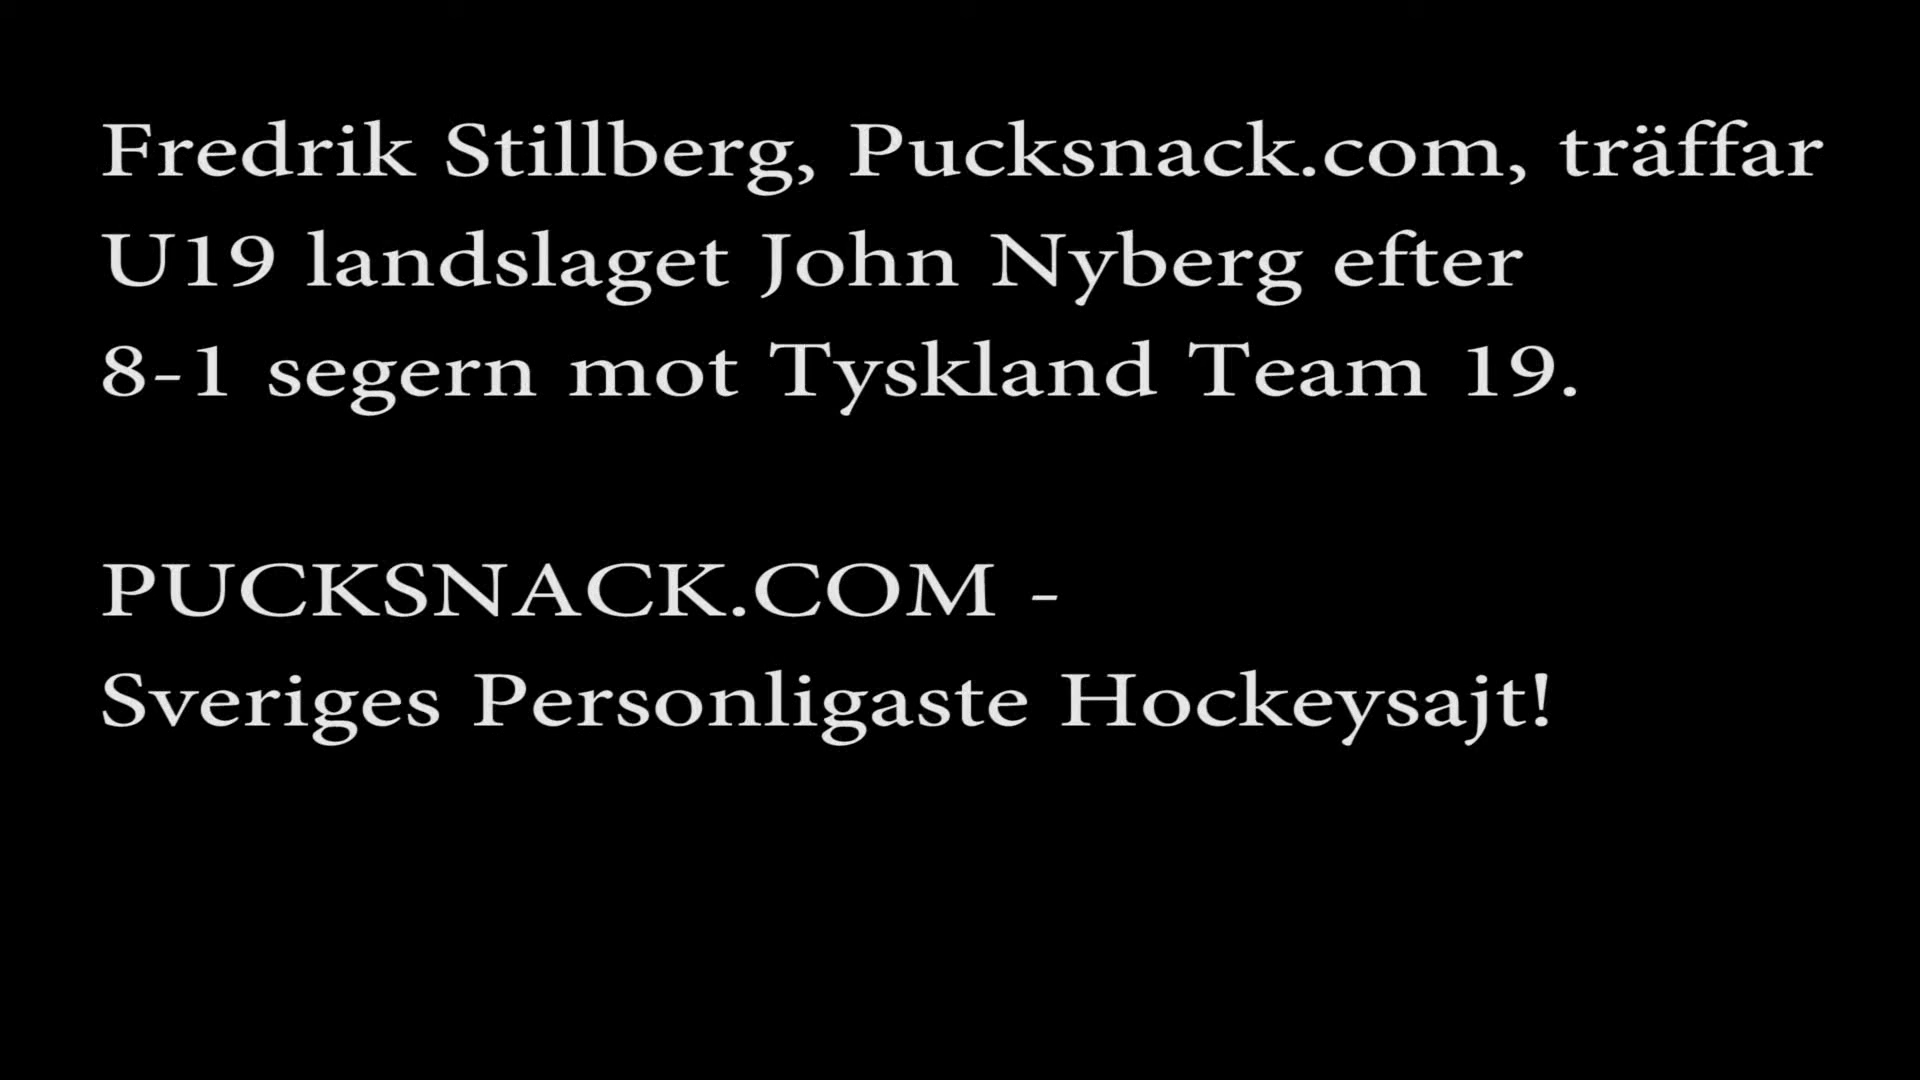 Fredrik Stillberg, Pucksnack.com, träffar
U19 landslaget John Nyberg efter
8-1 segern mot Tyskland Team 19.
PUCKSNACK.COM -
Sveriges Personligaste Hockeysajt!